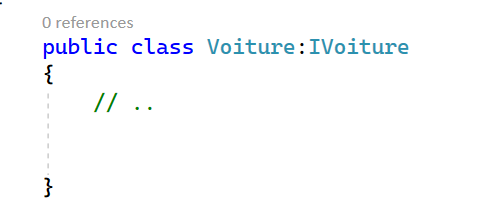 0 references
public class Voiture:IVoiture
{
// ..
}